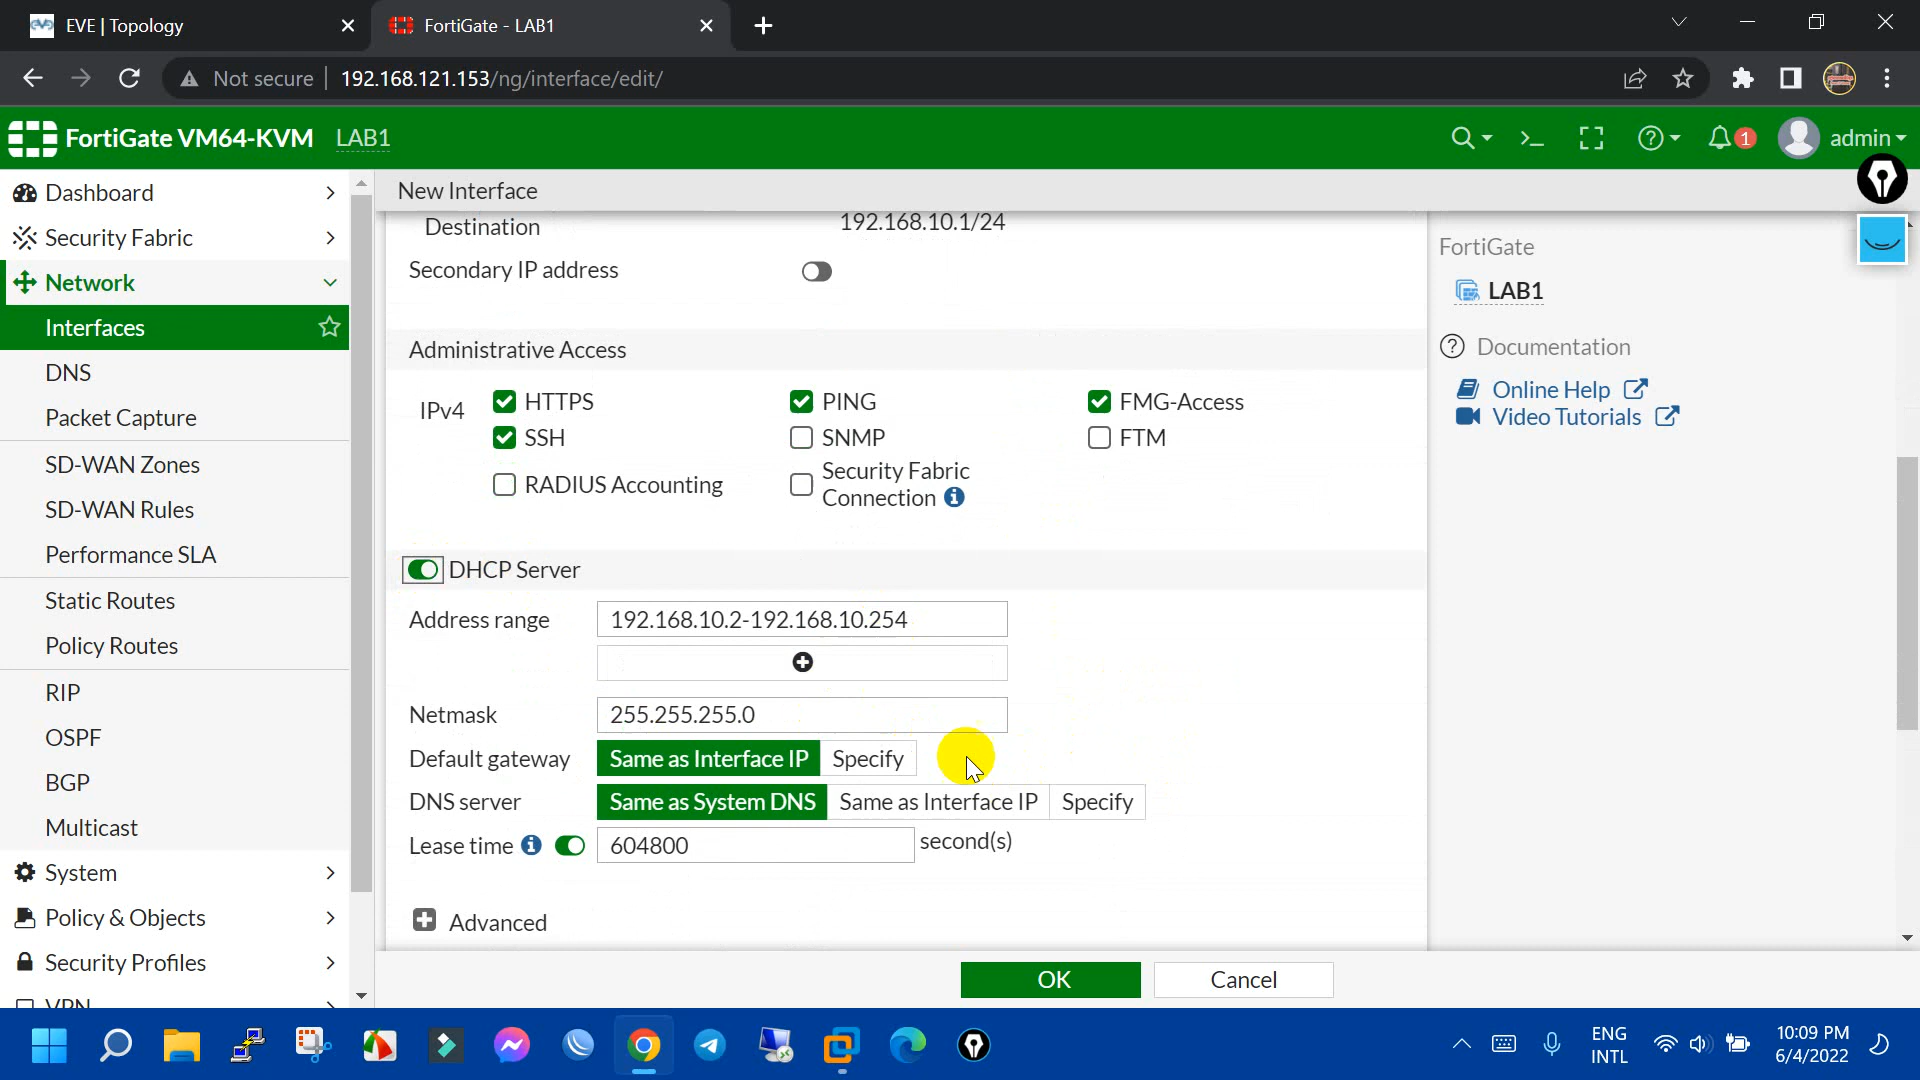 EVE | Topology
FortiGate - LAB1
Not secure
192.168.121.153/ng/interface/edit/
FortiGate VM64-KVM
LAB1
1
admin
Dashboard
Security Fabric
Network
Interfaces
DNS
Packet Capture
SD-WAN Zones
SD-WAN Rules
Performance SLA
Static Routes
Policy Routes
RIP
OSPF
BGP
Multicast
System
Policy & Objects
Security Profiles
VPN
New Interface
Destination 192.168.10.1/24
Secondary IP address
Administrative Access
IPv4
HTTPS PING FMG-Access
SSH SNMP FTM
RADIUS Accounting
Security Fabric
Connection
DHCP Server
Address range 192.168.10.2-192.168.10.254
Netmask 255.255.255.0
Default gateway Same as Interface IP Specify
DNS server Same as System DNS Same as Interface IP Specify
Lease time 604800 second(s)
Advanced
OK Cancel
FortiGate
LAB1
Documentation
Online Help
Video Tutorials
ENG
INTL
10:09 PM
6/4/2022